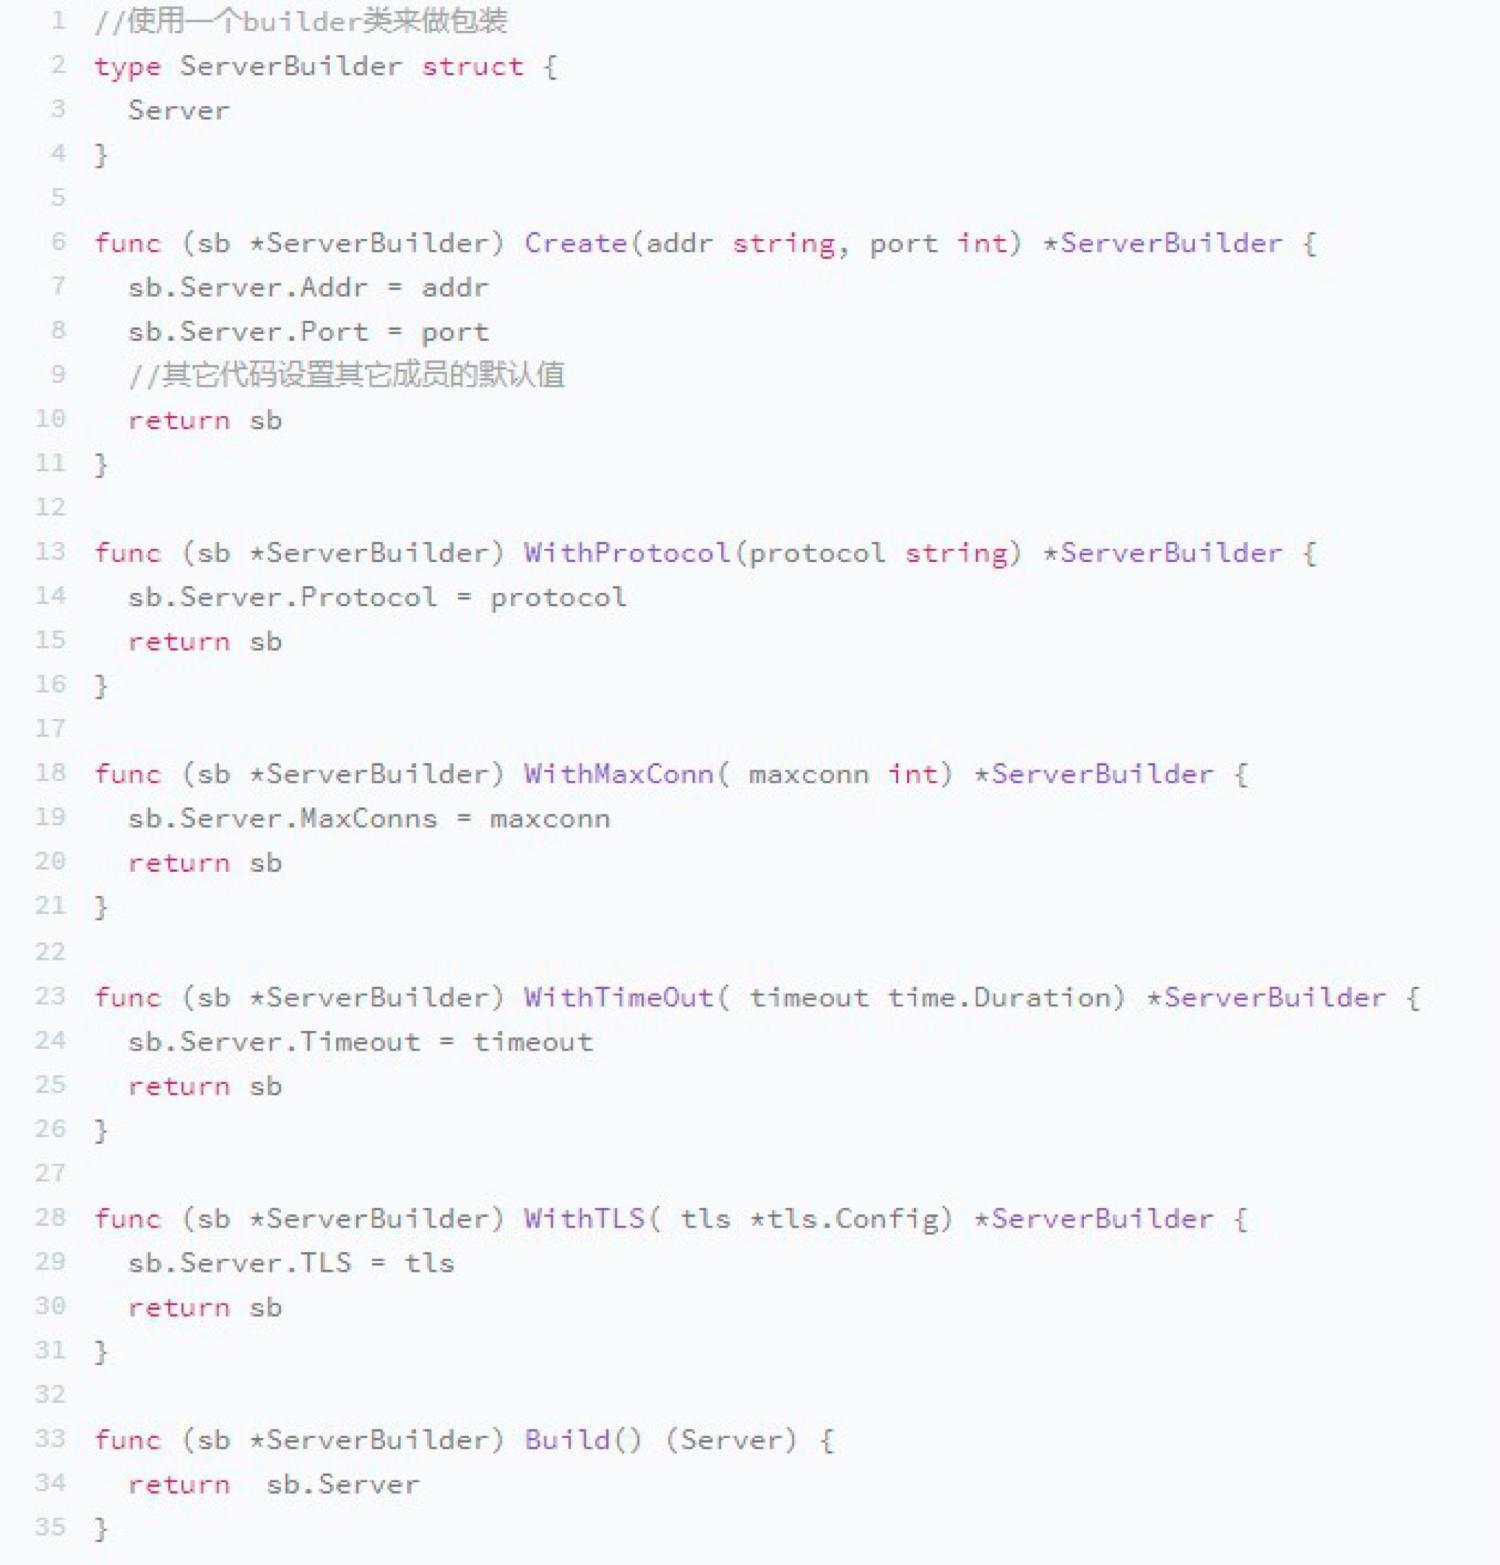 1 //使用一个builder类来做包装
2 type ServerBuilder struct {
3 Server
4 }
5
6 func (sb *ServerBuilder) Create(addr string, port int) *ServerBuilder {
7 sb.Server.Addr = addr
8 sb.Server.Port = port
9 //其它代码设置其它成员的默认值
10 return sb
11 }
12
13 func (sb *ServerBuilder) WithProtocol(protocol string) *ServerBuilder {
14 sb.Server.Protocol = protocol
15 return sb
16 }
17
18 func (sb *ServerBuilder) WithMaxConn( maxconn int) *ServerBuilder {
19 sb.Server.MaxConns = maxconn
20 return sb
21 }
22
23 func (sb *ServerBuilder) WithTimeOut( timeout time.Duration) *ServerBuilder {
24 sb.Server.Timeout = timeout
25 return sb
26 }
27
28 func (sb *ServerBuilder) WithTLS( tls *tls.Config) *ServerBuilder {
29 sb.Server.TLS = tls
30 return sb
31 }
32
33 func (sb *ServerBuilder) Build() (Server) {
34 return  sb.Server
35 }